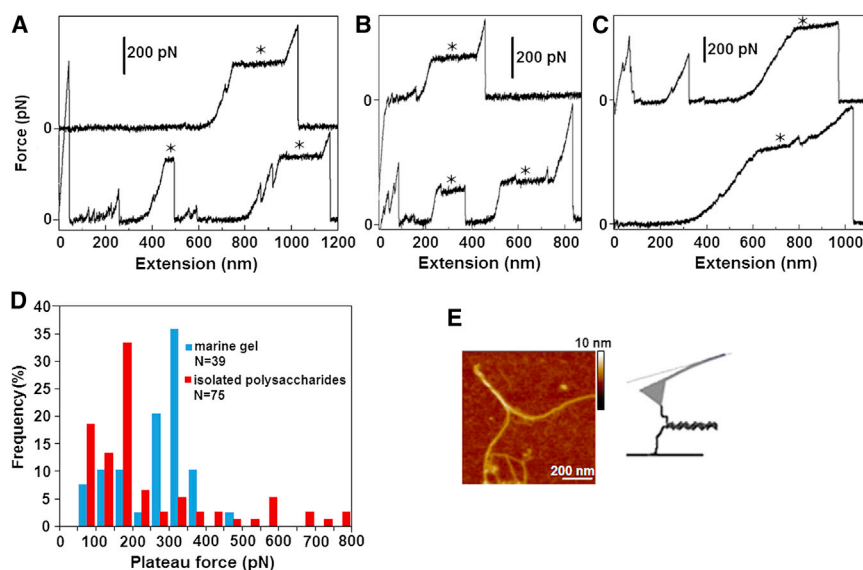 A
200 pN
*
0
*
*
0
0 200 400 600 800 1000 1200
Extension (nm)
Force (pN)
B
*
200 pN
0
*
*
0
0 200 400 600 800
Extension (nm)
C
*
200 pN
0
*
0
0 200 400 600 800 1000
Extension (nm)
D
40
35
30
25
20
15
10
5
0
Frequency (%)
marine gel
N=39
isolated polysaccharides
N=75
0 100 200 300 400 500 600 700 800
Plateau force (pN)
E
10 nm
0
200 nm